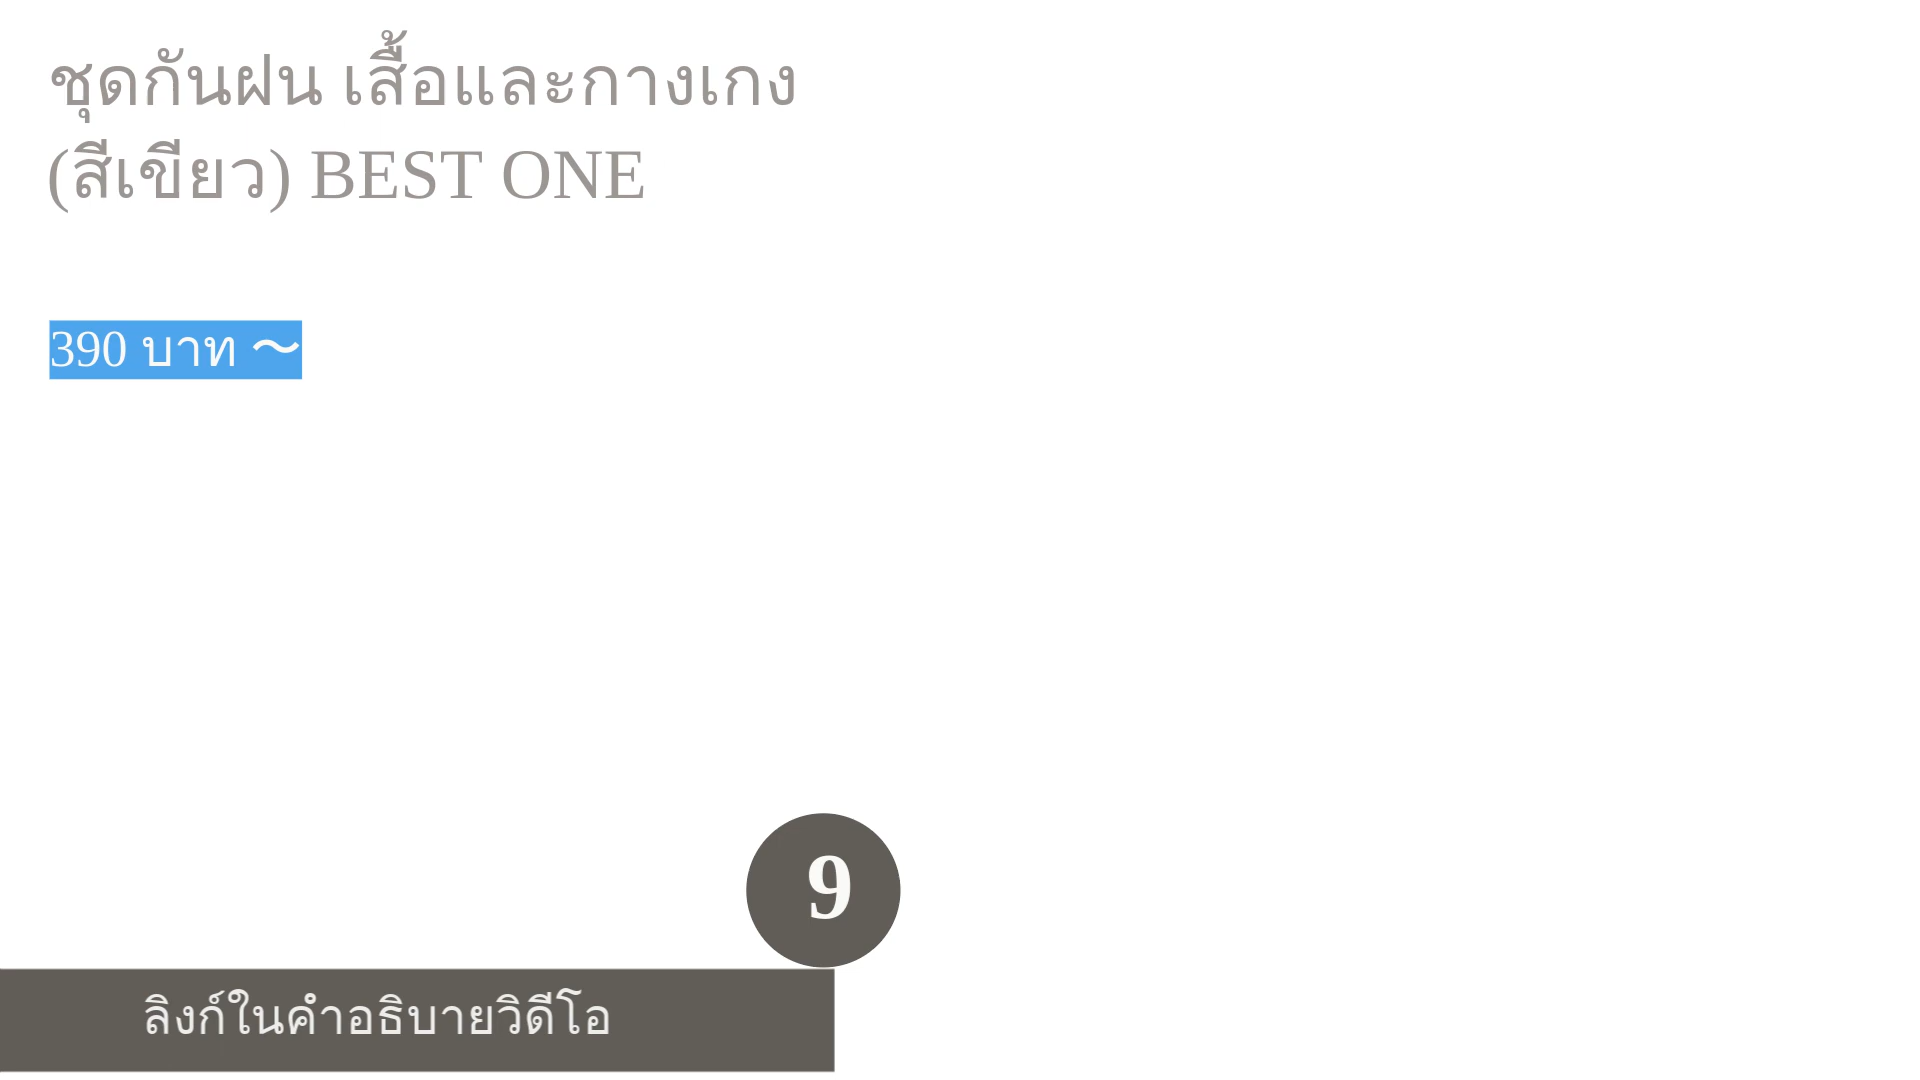 ชุดกันฝน เสื้อและกางเกง
(สีเขียว) BEST ONE
390 บาท 〜
9
ลิงก์ในคำอธิบายวิดีโอ